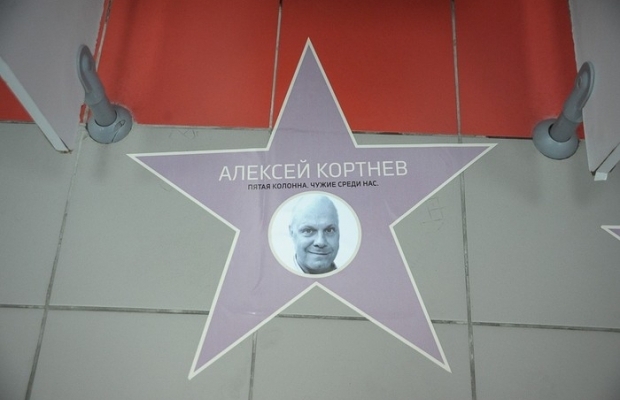 АЛЕКСЕЙ КОРТНЕВ
ПЯТАЯ КОЛОННА. ЧУЖИЕ СРЕДИ НАС.